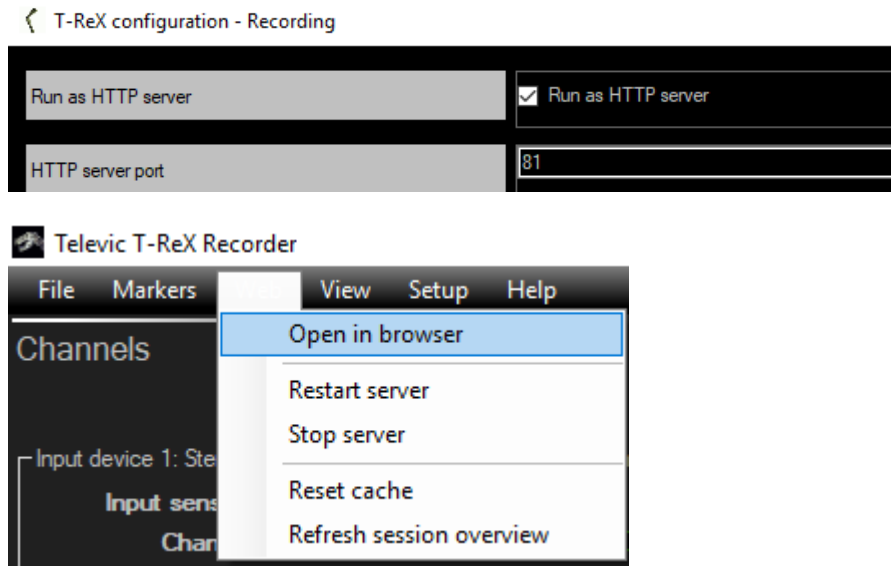 T-ReX configuration - Recording
Run as HTTP server
Run as HTTP server
HTTP server port
81
Televic T-ReX Recorder
File Markers Web View Setup Help
Open in browser
Channels
Restart server
Stop server
Input device 1: Ste
Reset cache
Input sens
Refresh session overview
Chan